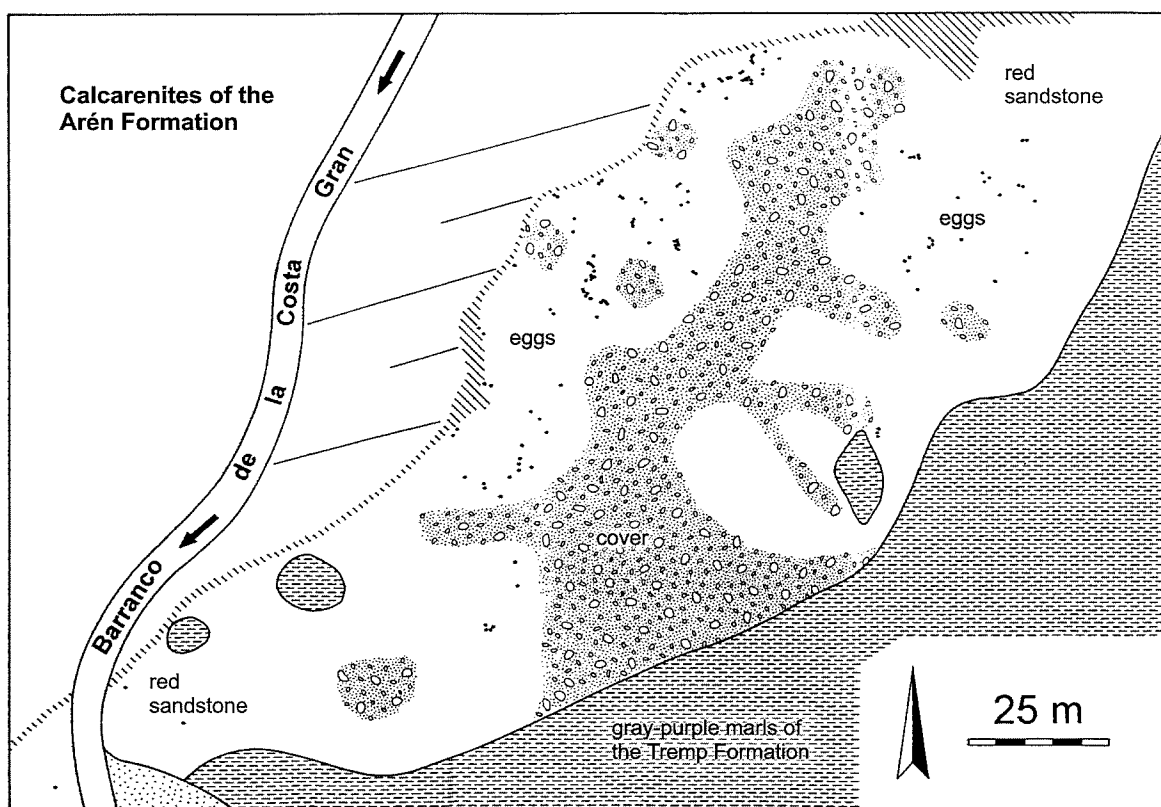 Calcarenites of the
Arén Formation
Barranco de la Costa Gran
red
sandstone
eggs
eggs
cover
red
sandstone
gray-purple marls of
the Tremp Formation
25 m